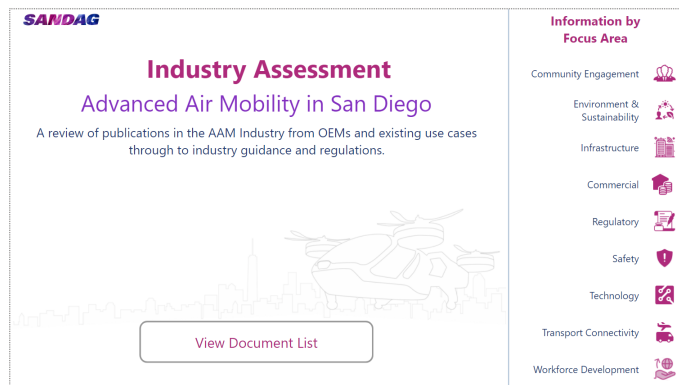 SANDAG
Industry Assessment
Advanced Air Mobility in San Diego
A review of publications in the AAM Industry from OEMs and existing use cases
through to industry guidance and regulations.
View Document List
Information by
Focus Area
Community Engagement
Environment &
Sustainability
Infrastructure
Commercial
Regulatory
Safety
Technology
Transport Connectivity
Workforce Development